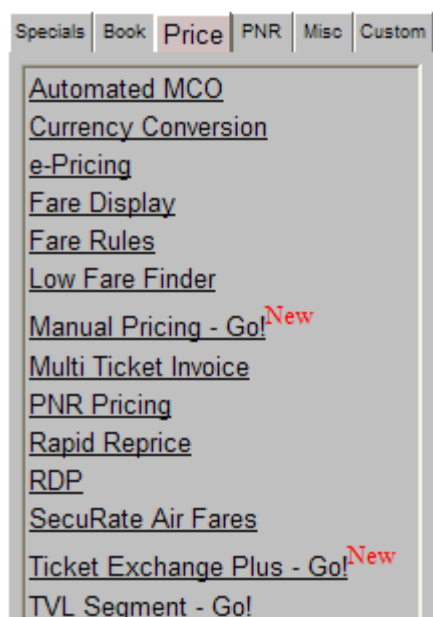 Specials Book Price PNR Misc Custom
Automated MCO
Currency Conversion
e-Pricing
Fare Display
Fare Rules
Low Fare Finder
Manual Pricing - Go! New
Multi Ticket Invoice
PNR Pricing
Rapid Reprice
RDP
SecuRate Air Fares
Ticket Exchange Plus - Go! New
TVL Segment - Go!